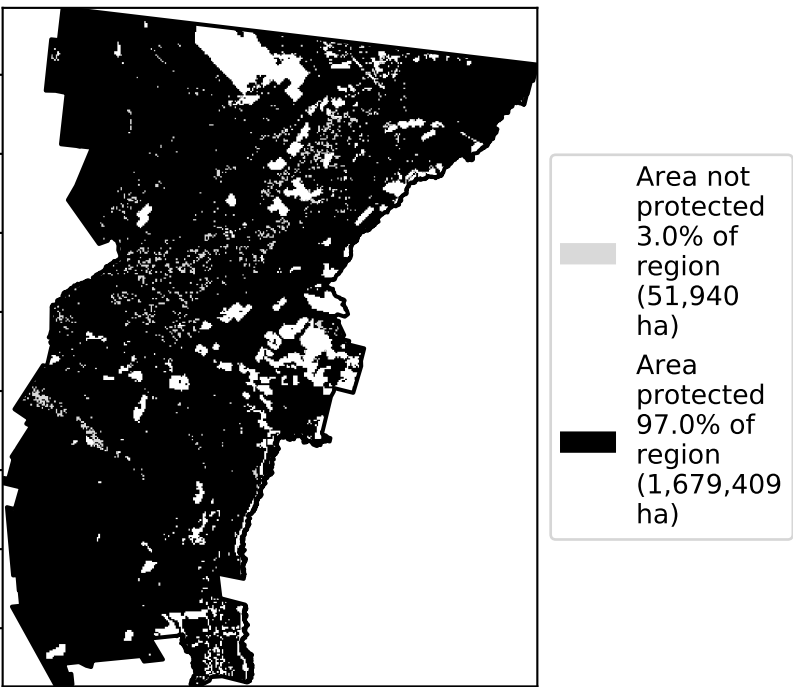 Area not
protected
3.0% of
region
(51,940
ha)
Area
protected
97.0% of
region
(1,679,409
ha)